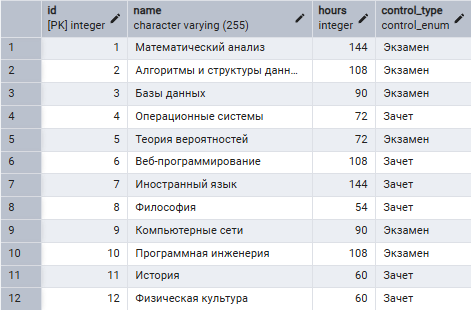 id name hours control_type
[PK] integer character varying (255) integer control_enum
1 1 Математический анализ 144 Экзамен
2 2 Алгоритмы и структуры данн... 108 Экзамен
3 3 Базы данных 90 Экзамен
4 4 Операционные системы 72 Зачет
5 5 Теория вероятностей 72 Экзамен
6 6 Веб-программирование 108 Зачет
7 7 Иностранный язык 144 Зачет
8 8 Философия 54 Зачет
9 9 Компьютерные сети 90 Экзамен
10 10 Программная инженерия 108 Экзамен
11 11 История 60 Зачет
12 12 Физическая культура 60 Зачет